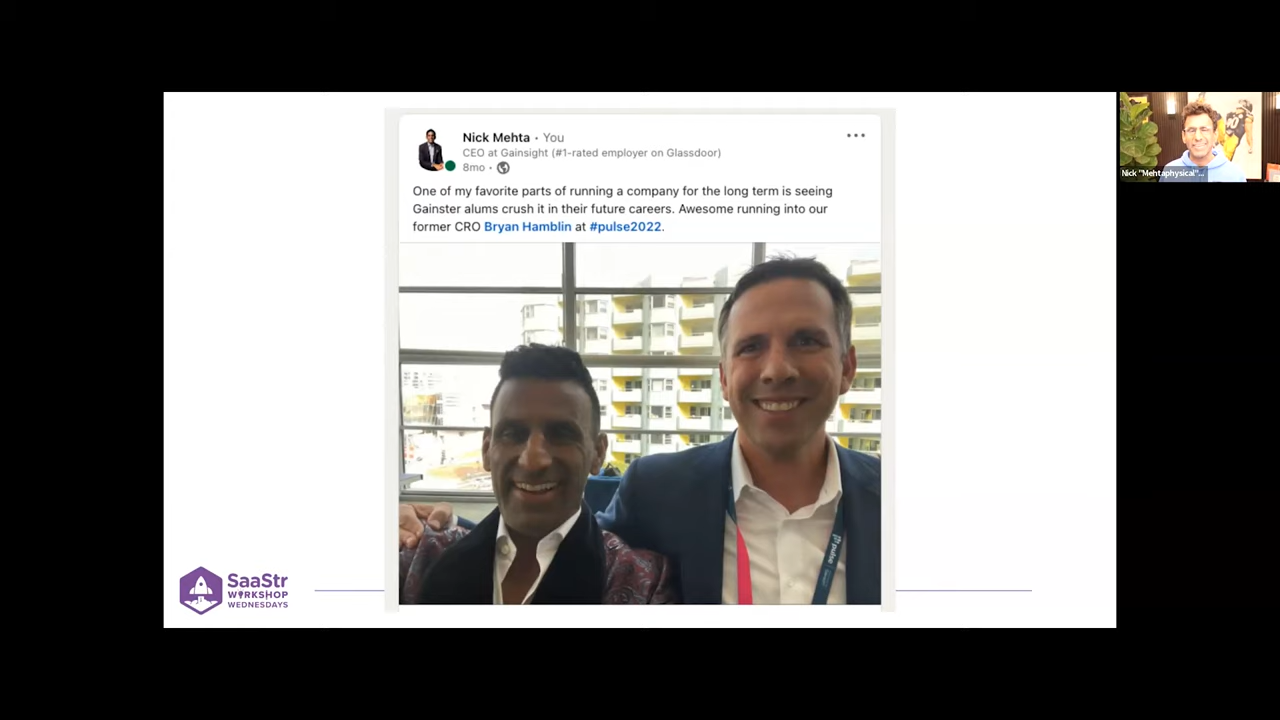 Nick Mehta • You
CEO at Gainsight (#1-rated employer on Glassdoor)
8mo •
One of my favorite parts of running a company for the long term is seeing
Gainster alums crush it in their future careers. Awesome running into our
former CRO Bryan Hamblin at #pulse2022.
pulse
SaaStr
WORKSHOP
WEDNESDAYS
Nick "Mehtaphysical"...